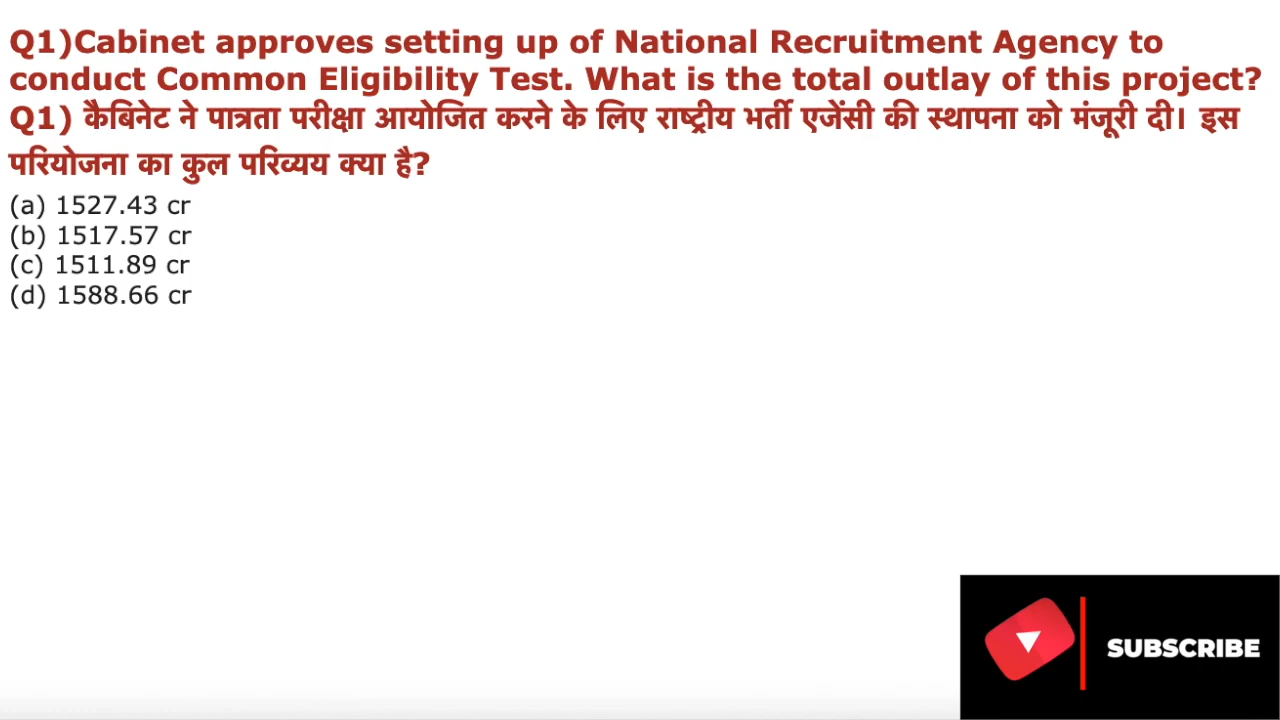 Q1)Cabinet approves setting up of National Recruitment Agency to
conduct Common Eligibility Test. What is the total outlay of this project?
Q1) कैबिनेट ने पात्रता परीक्षा आयोजित करने के लिए राष्ट्रीय भर्ती एजेंसी की स्थापना को मंजूरी दी। इस
परियोजना का कुल परिव्यय क्या है?
(a) 1527.43 cr
(b) 1517.57 cr
(c) 1511.89 cr
(d) 1588.66 cr
SUBSCRIBE